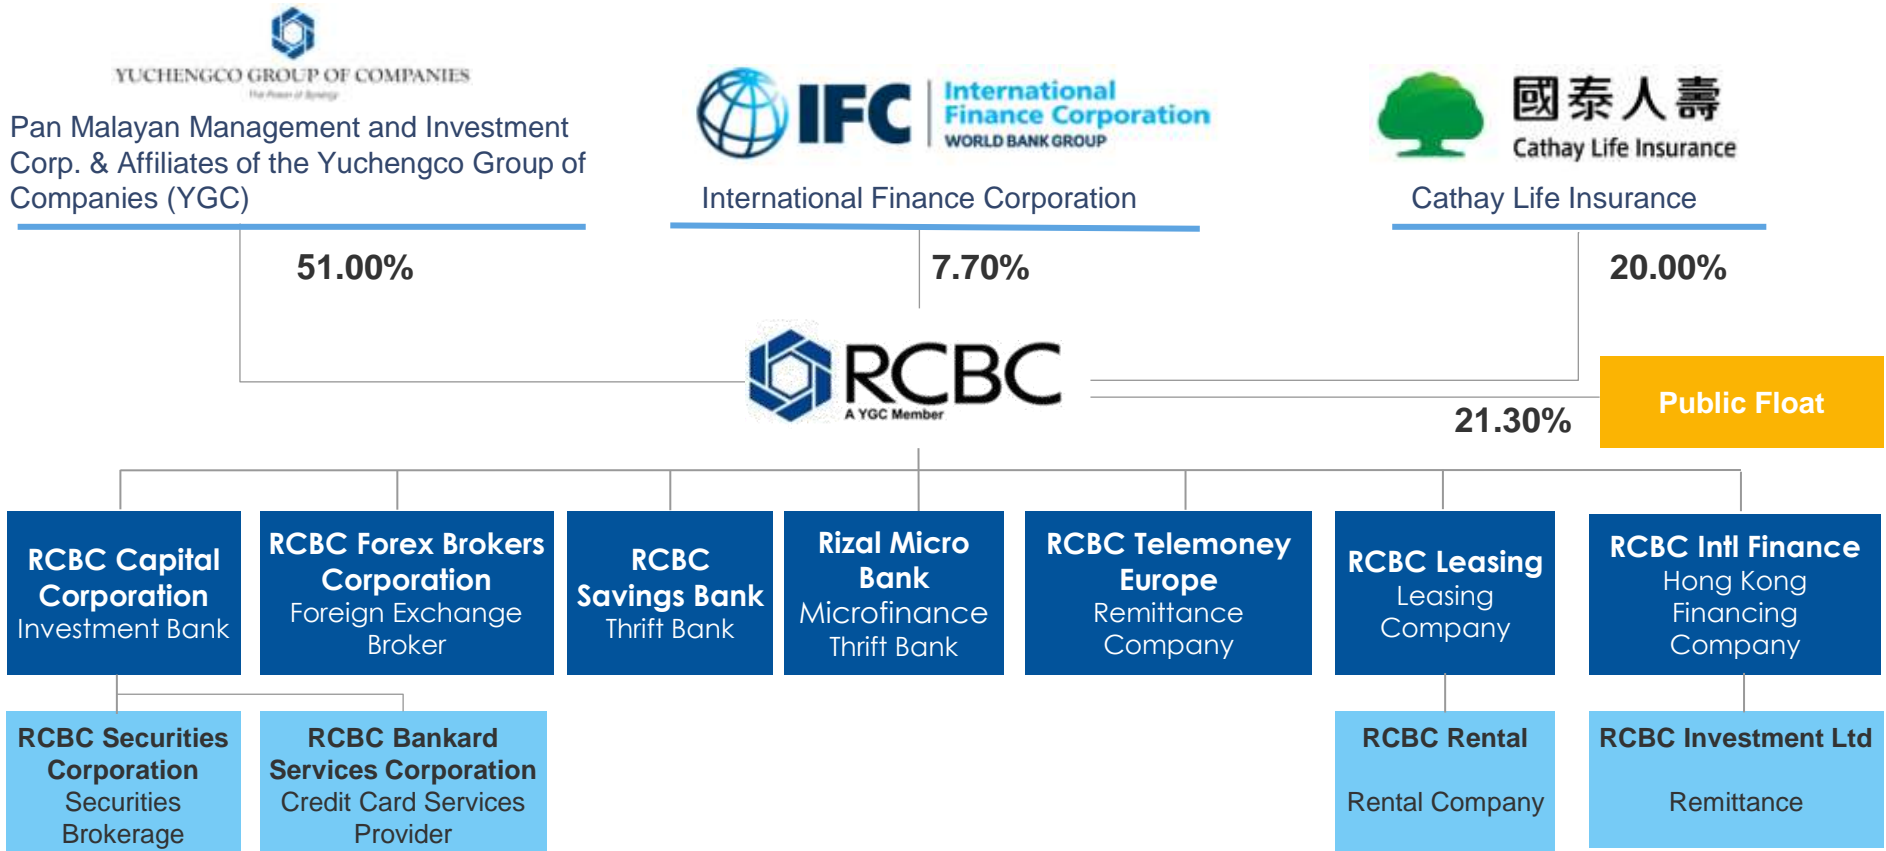 YUCHENGCO GROUP OF COMPANIES
The Power of Synergy
Pan Malayan Management and Investment
Corp. & Affiliates of the Yuchengco Group of
Companies (YGC)
IFC
International
Finance Corporation
WORLD BANK GROUP
International Finance Corporation
國泰人壽
Cathay Life Insurance
Cathay Life Insurance
51.00%
7.70%
20.00%
RCBC
A YGC Member
21.30%
Public Float
RCBC Capital
Corporation
Investment Bank
RCBC Forex Brokers
Corporation
Foreign Exchange
Broker
RCBC
Savings Bank
Thrift Bank
Rizal Micro
Bank
Microfinance
Thrift Bank
RCBC Telemoney
Europe
Remittance
Company
RCBC Leasing
Leasing
Company
RCBC Intl Finance
Hong Kong
Financing
Company
RCBC Securities
Corporation
Securities
Brokerage
RCBC Bankard
Services Corporation
Credit Card Services
Provider
RCBC Rental
Rental Company
RCBC Investment Ltd
Remittance